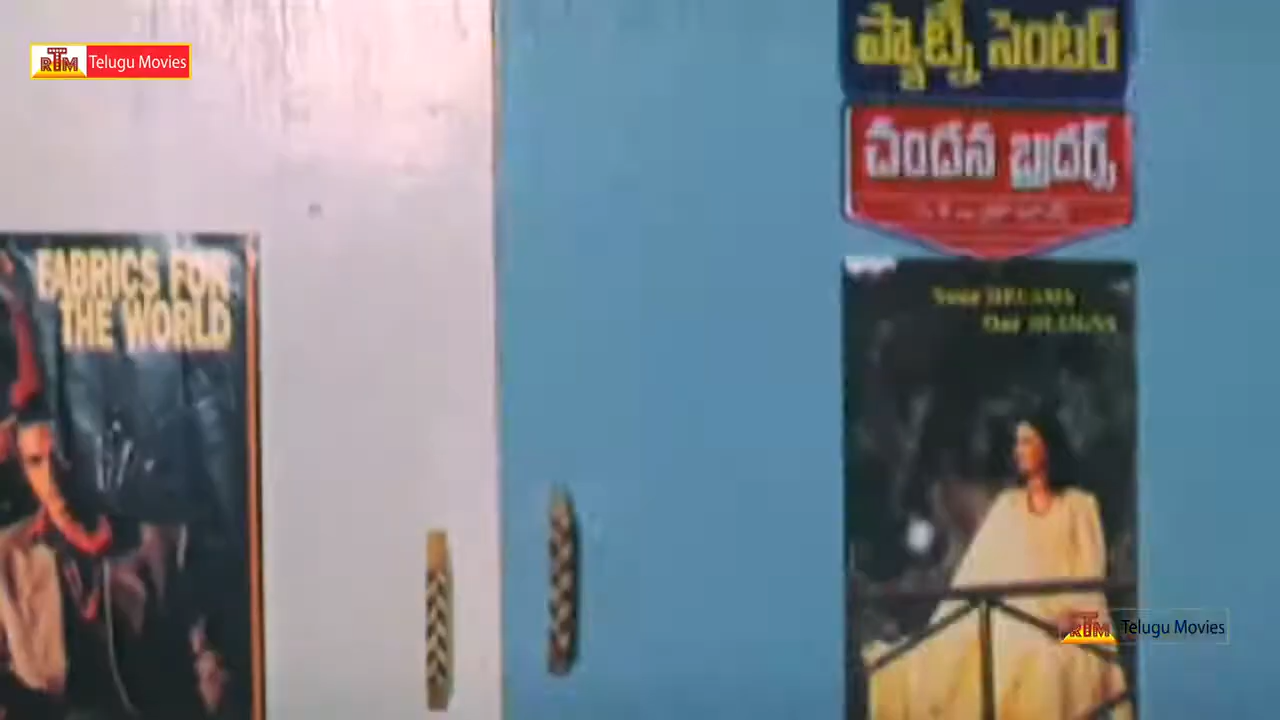 RTM Telugu Movies
ప్యాట్నీ సెంటర్
చందన బ్రదర్స్
FABRICS FOR
THE WORLD
Your DREAMS
Our DESIGNS
RTM Telugu Movies